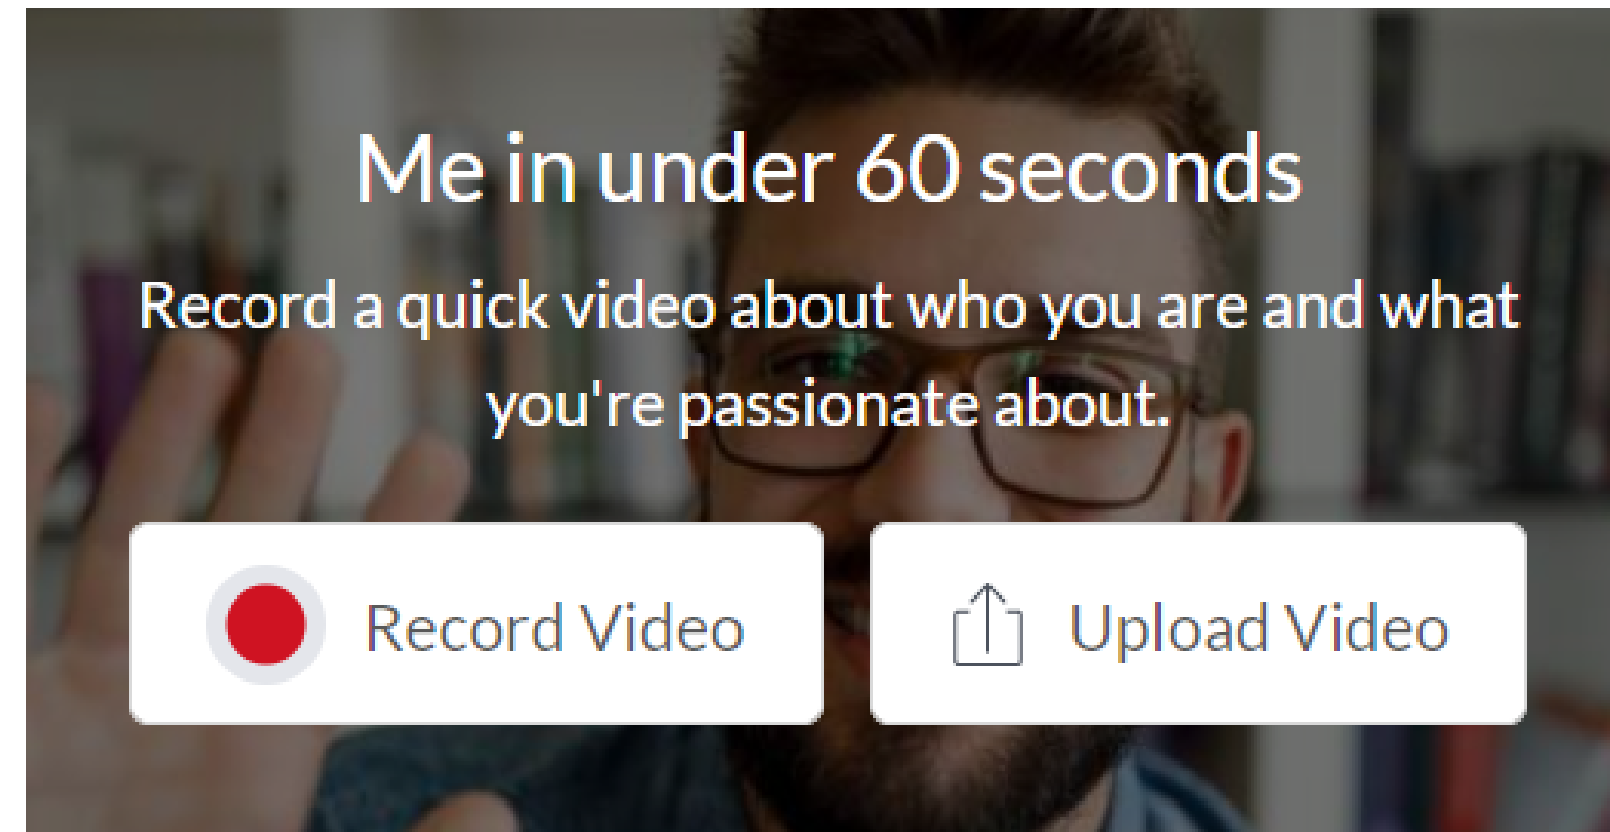 Me in under 60 seconds
Record a quick video about who you are and what
you're passionate about.
Record Video
Upload Video